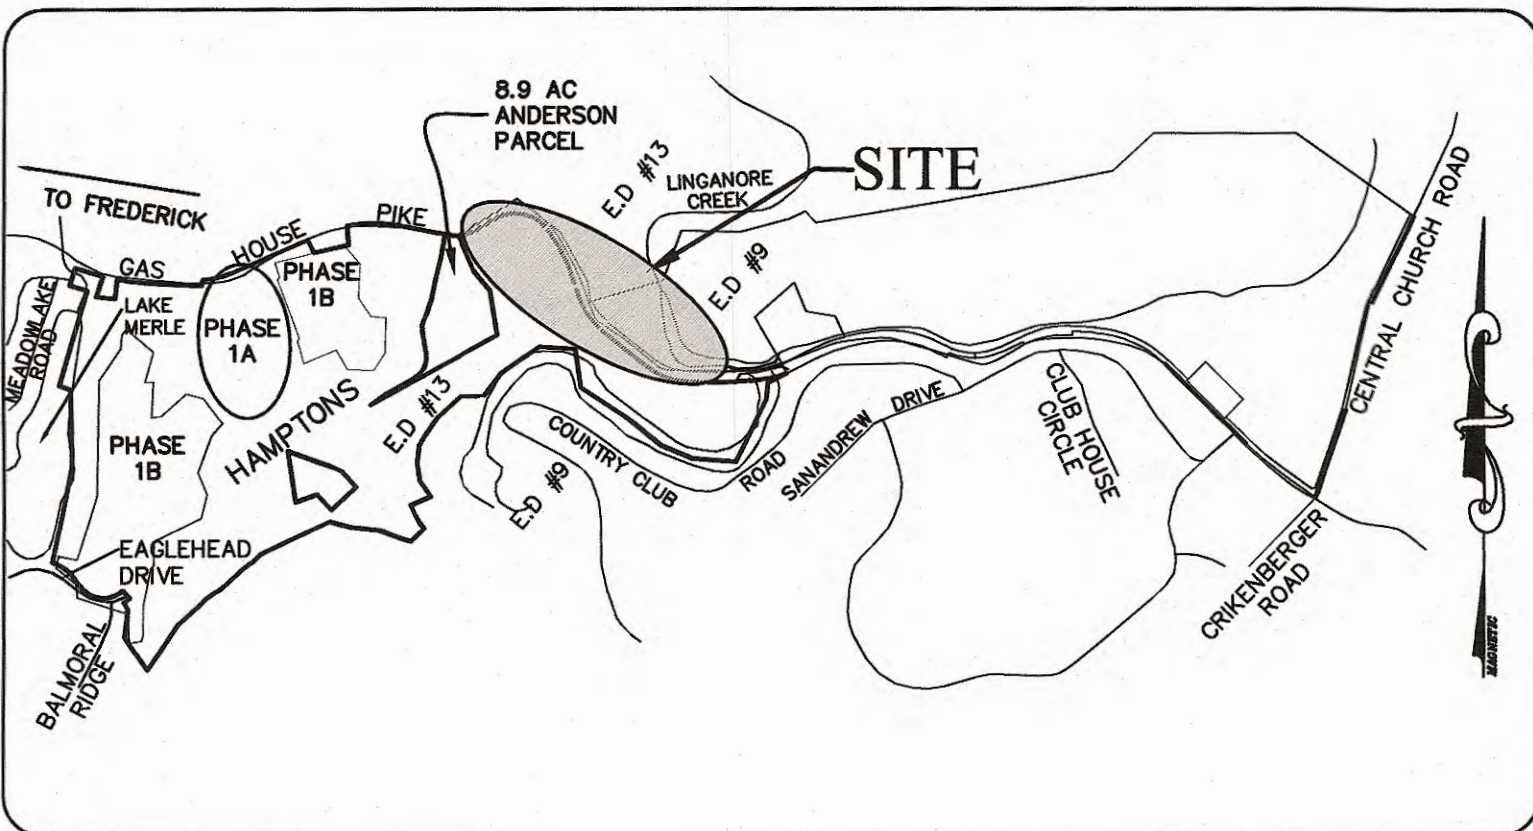 8.9 AC
ANDERSON
PARCEL
E.D #13
LINGANORE
CREEK
SITE
TO FREDERICK
GAS HOUSE PIKE
E.D #9
CENTRAL CHURCH ROAD
MEADOWLAKE
ROAD
LAKE
MERLE
PHASE
1A
PHASE
1B
HAMPTONS
E.D #13
PHASE
1B
COUNTRY CLUB ROAD
SANANDREW DRIVE
CLUB HOUSE
CIRCLE
E.D #9
EAGLEHEAD
DRIVE
BALMORAL
RIDGE
CRIKENBERGER
ROAD
MAGNETIC